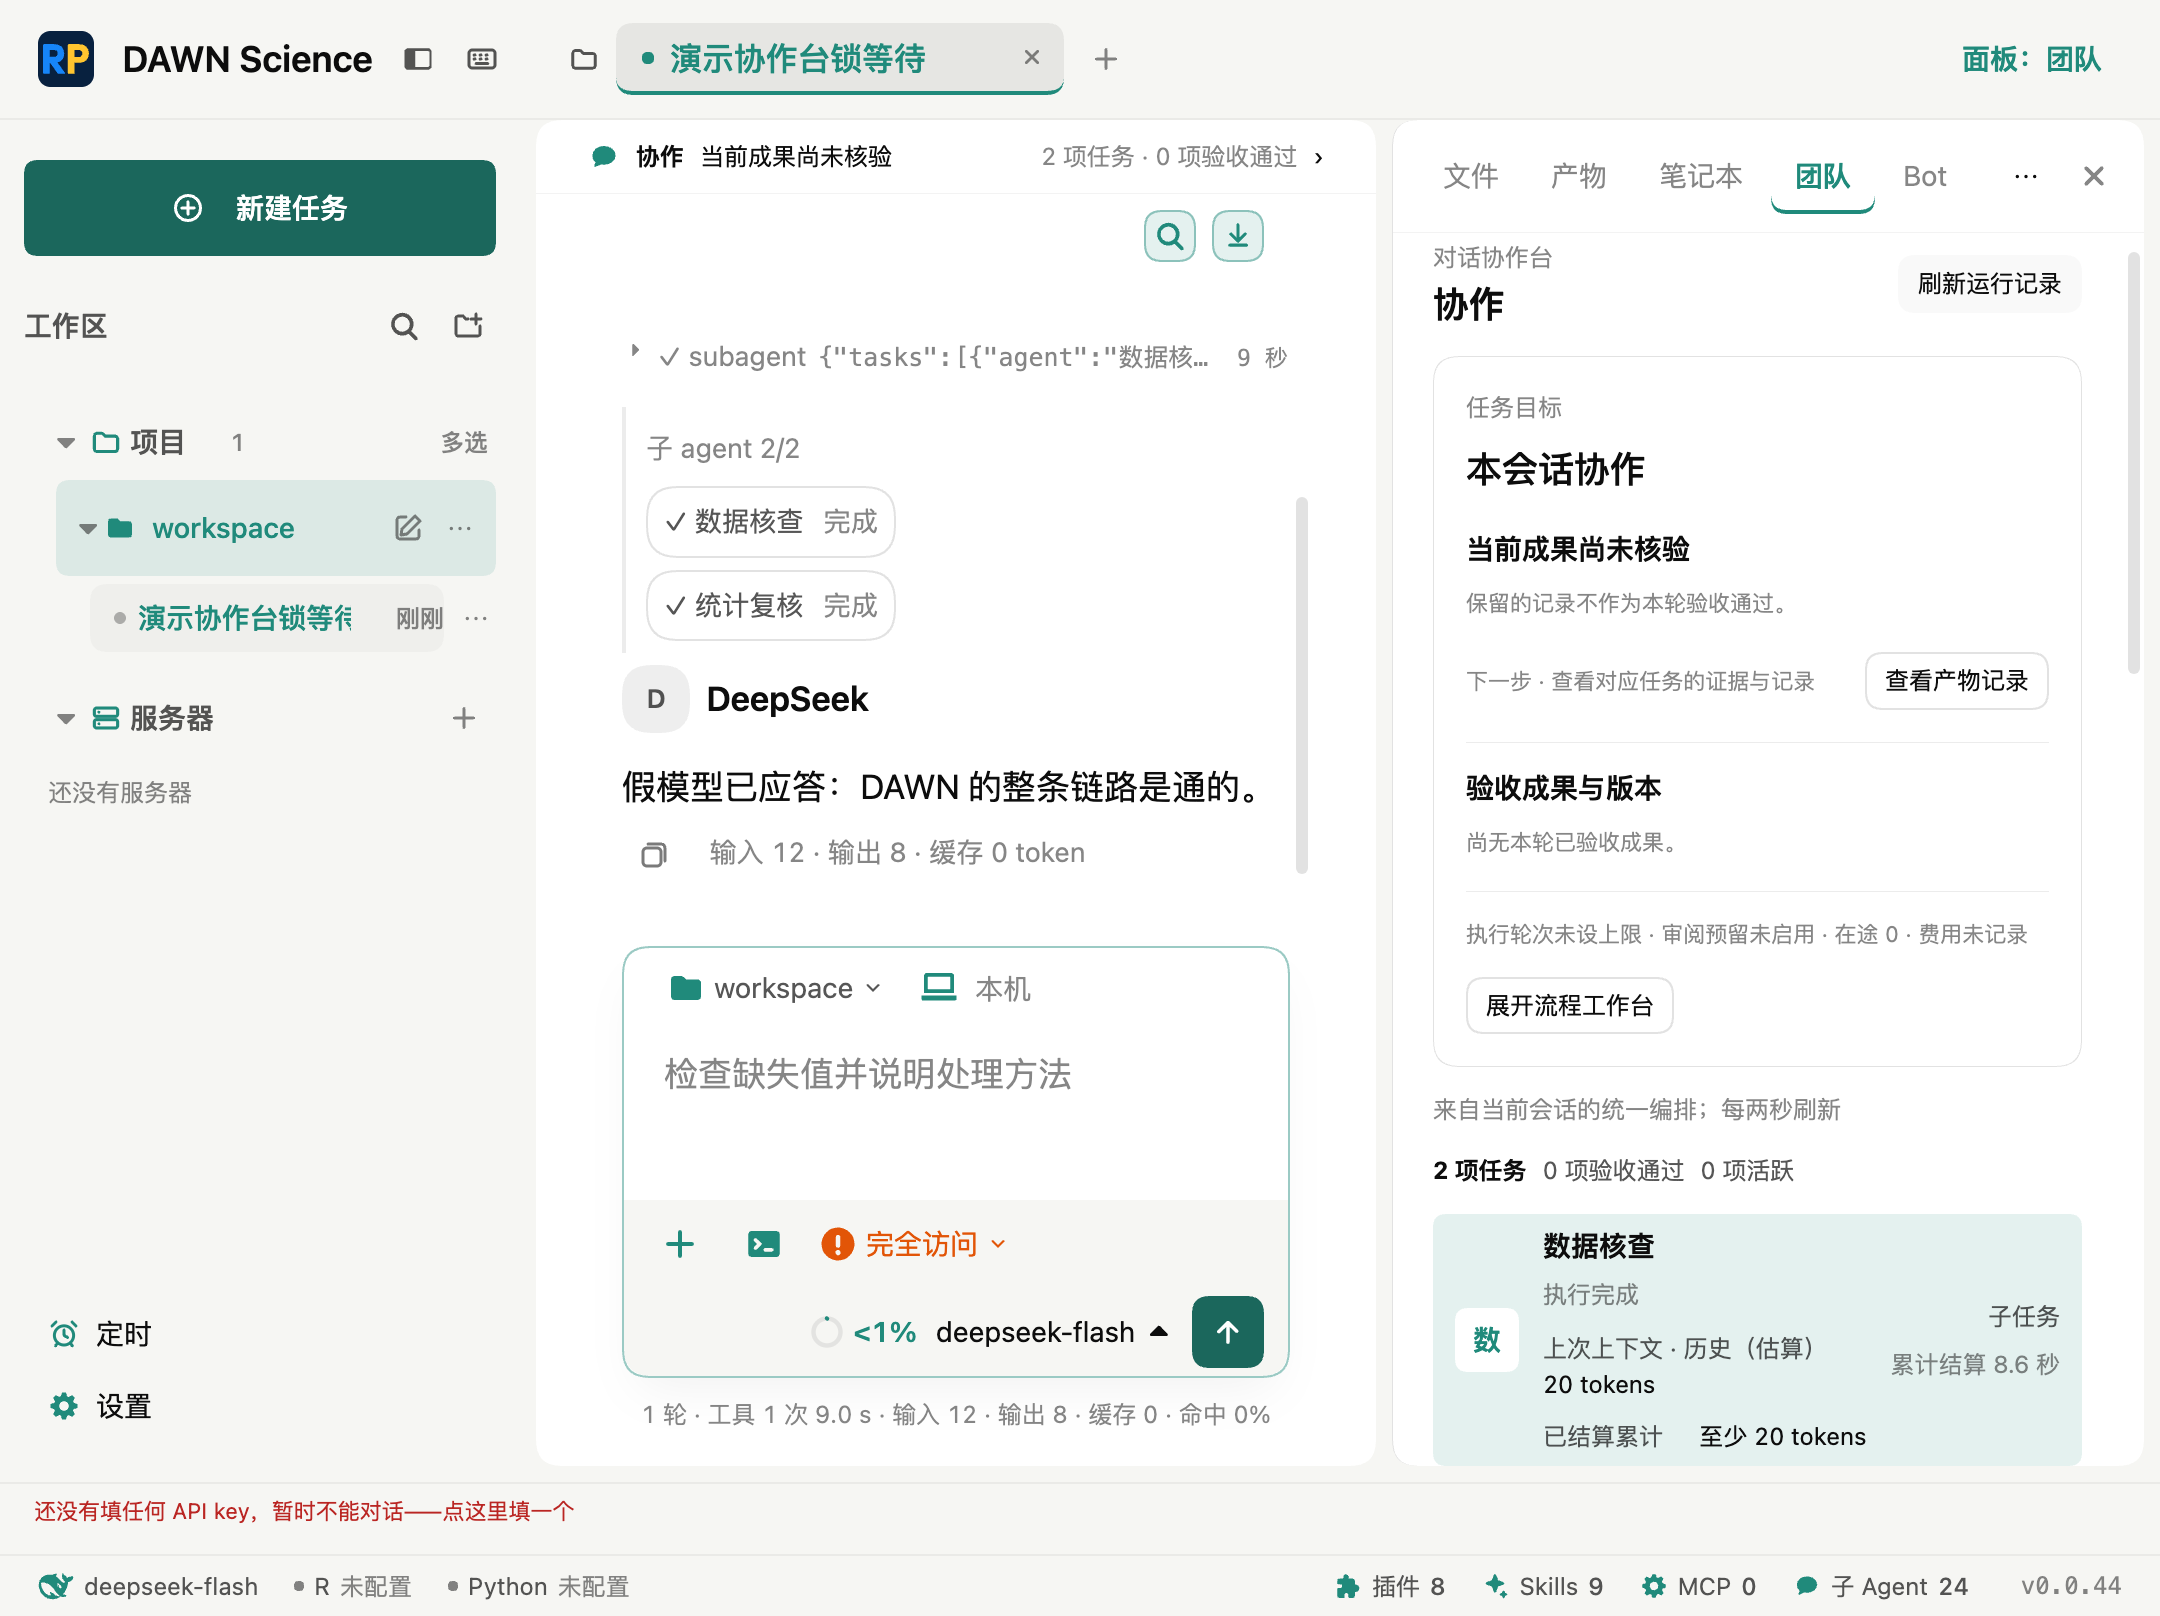 RP DAWN Science
演示协作台锁等待
面板：团队
新建任务
工作区
项目 1 多选
workspace
演示协作台锁等待 刚刚
服务器
还没有服务器
定时
设置
协作 当前成果尚未核验 2 项任务 · 0 项验收通过
subagent {"tasks":[{"agent":"数据核… 9 秒
子 agent 2/2
数据核查 完成
统计复核 完成
D DeepSeek
假模型已应答：DAWN 的整条链路是通的。
输入 12 · 输出 8 · 缓存 0 token
workspace 本机
检查缺失值并说明处理方法
完全访问
<1% deepseek-flash
1 轮 · 工具 1 次 9.0 s · 输入 12 · 输出 8 · 缓存 0 · 命中 0%
文件 产物 笔记本 团队 Bot …
对话协作台
协作
刷新运行记录
任务目标
本会话协作
当前成果尚未核验
保留的记录不作为本轮验收通过。
下一步 · 查看对应任务的证据与记录 查看产物记录
验收成果与版本
尚无本轮已验收成果。
执行轮次未设上限 · 审阅预留未启用 · 在途 0 · 费用未记录
展开流程工作台
来自当前会话的统一编排；每两秒刷新
2 项任务 0 项验收通过 0 项活跃
数
数据核查
执行完成
上次上下文 · 历史（估算）
20 tokens
已结算累计 至少 20 tokens
子任务
累计结算 8.6 秒
还没有填任何 API key，暂时不能对话——点这里填一个
deepseek-flash R 未配置 Python 未配置 插件 8 Skills 9 MCP 0 子 Agent 24 v0.0.44